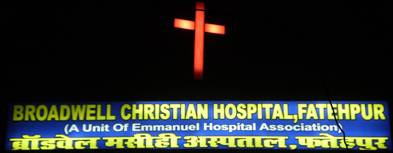 BROADWELL CHRISTIAN HOSPITAL,FATEHPUR
(A Unit Of Emmanuel Hospital Association)
ब्रॉडवेल मसीही अस्पताल, फतेहपुर